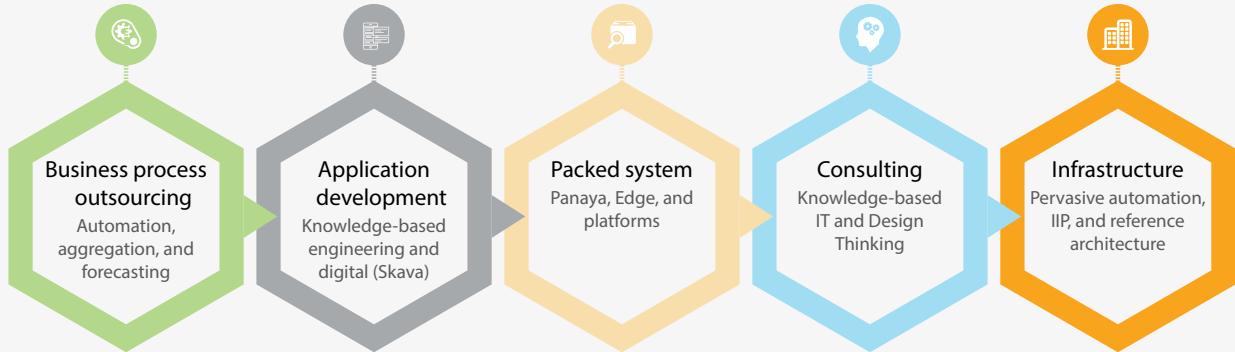 Business process
outsourcing
Automation,
aggregation, and
forecasting
Application
development
Knowledge-based
engineering and
digital (Skava)
Packed system
Panaya, Edge, and
platforms
Consulting
Knowledge-based
IT and Design
Thinking
Infrastructure
Pervasive automation,
IIP, and reference
architecture